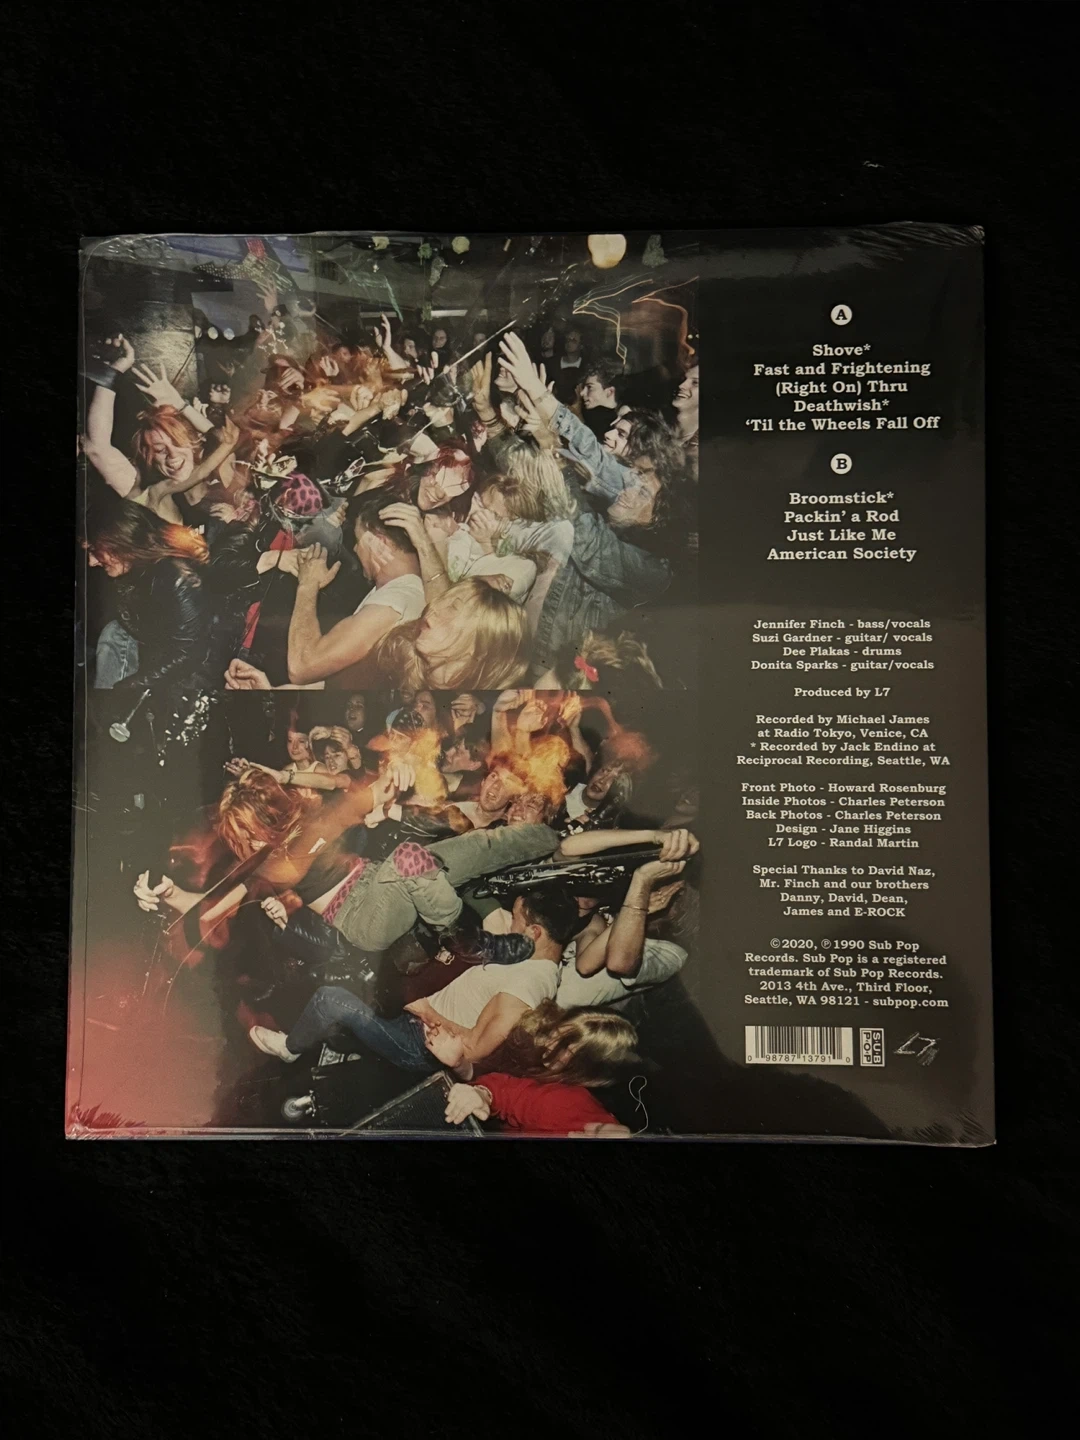 A
Shove*
Fast and Frightening
(Right On) Thru
Deathwish*
‘Til the Wheels Fall Off
B
Broomstick*
Packin’ a Rod
Just Like Me
American Society
Jennifer Finch - bass/vocals
Suzi Gardner - guitar/ vocals
Dee Plakas - drums
Donita Sparks - guitar/vocals
Produced by L7
Recorded by Michael James
at Radio Tokyo, Venice, CA
* Recorded by Jack Endino at
Reciprocal Recording, Seattle, WA
Front Photo - Howard Rosenburg
Inside Photos - Charles Peterson
Back Photos - Charles Peterson
Design - Jane Higgins
L7 Logo - Randal Martin
Special Thanks to David Naz,
Mr. Finch and our brothers
Danny, David, Dean,
James and E-ROCK
©2020, ℗1990 Sub Pop
Records. Sub Pop is a registered
trademark of Sub Pop Records.
2013 4th Ave., Third Floor,
Seattle, WA 98121 - subpop.com
0 98787 13791 0
SUB
POP
L7